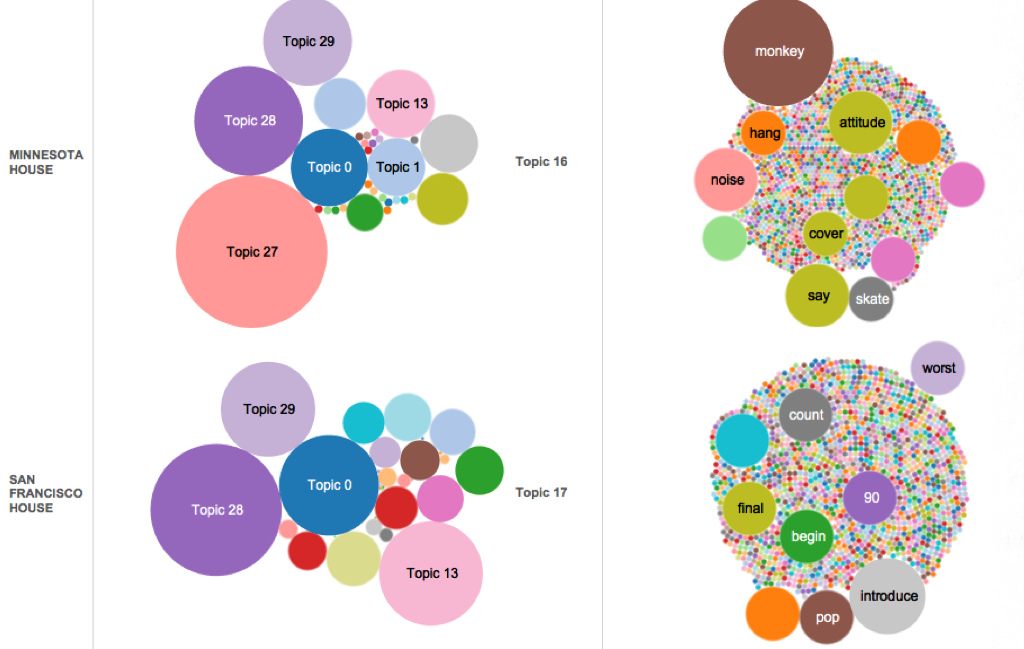 Topic 29
Topic 28
Topic 13
Topic 0
Topic 1
Topic 27
MINNESOTA
HOUSE
Topic 16
monkey
attitude
hang
noise
cover
say
skate
Topic 29
Topic 0
Topic 28
Topic 13
SAN
FRANCISCO
HOUSE
Topic 17
worst
count
90
final
begin
introduce
pop